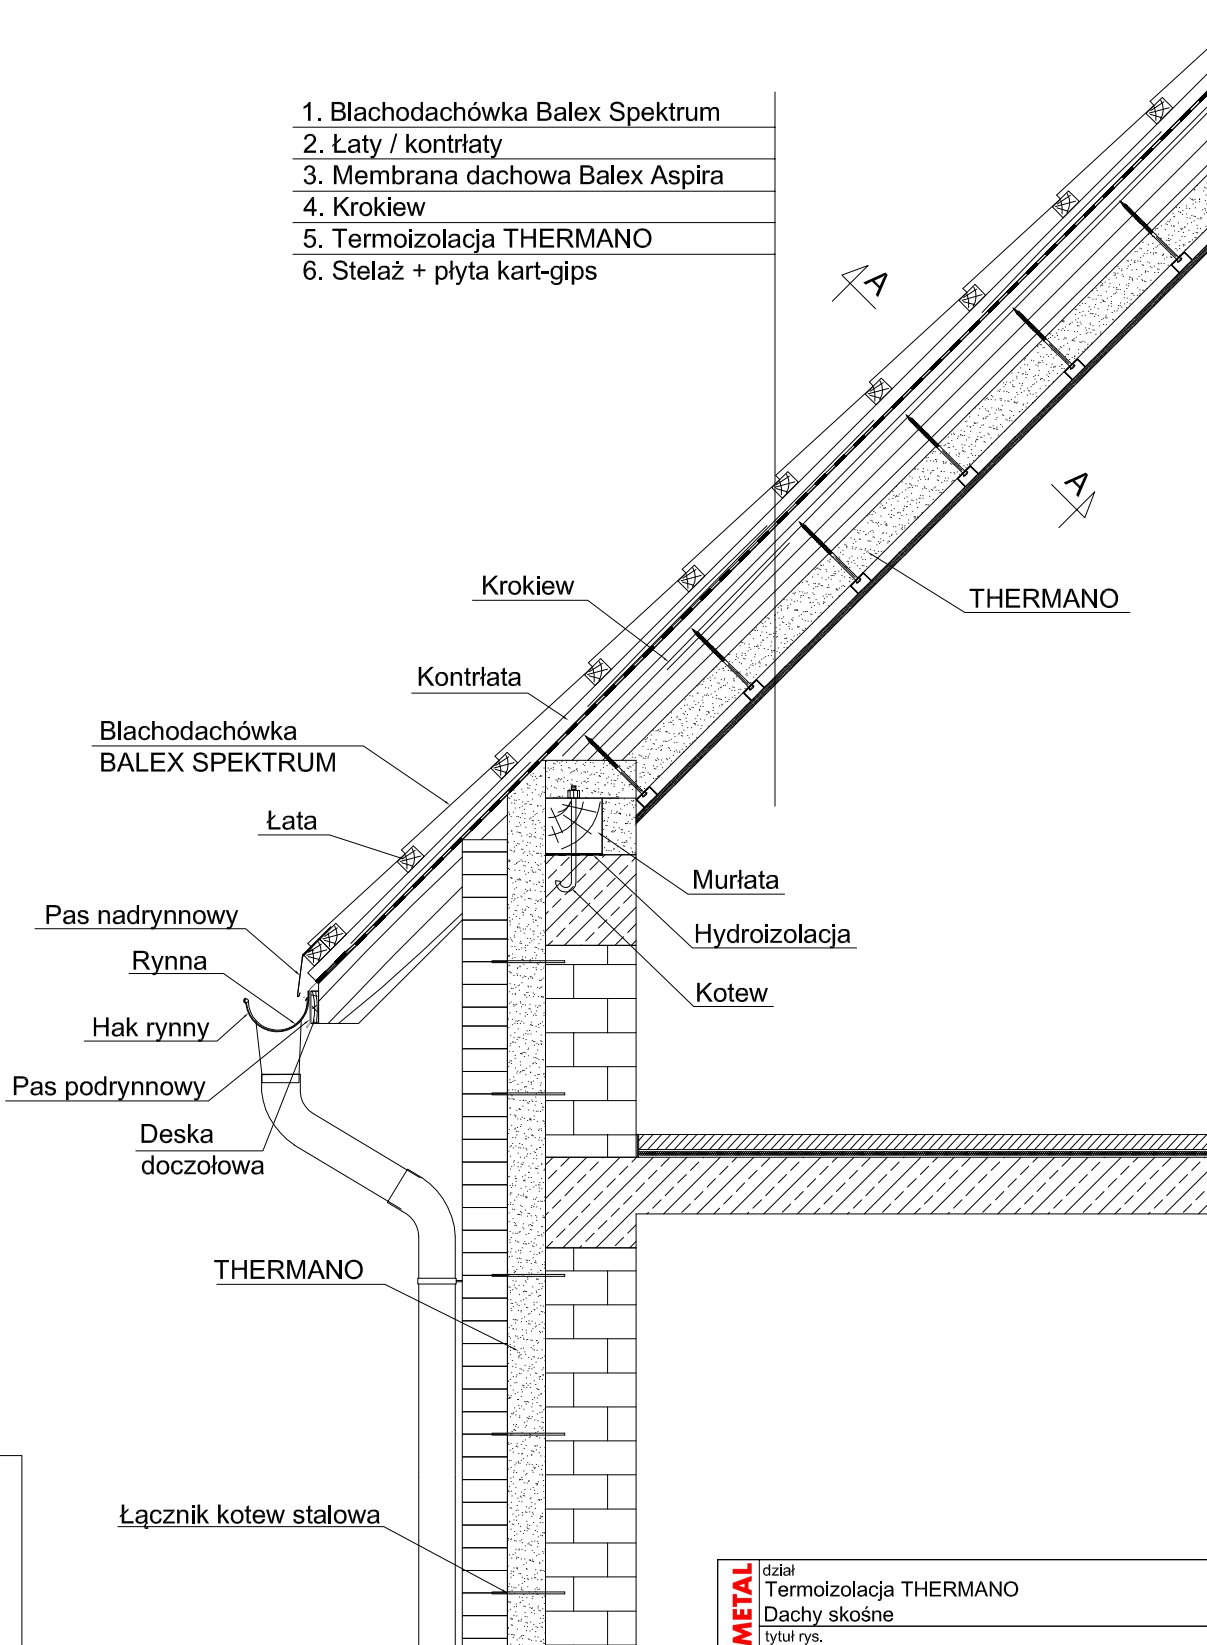 1. Blachodachówka Balex Spektrum
2. Łaty / kontrłaty
3. Membrana dachowa Balex Aspira
4. Krokiew
5. Termoizolacja THERMANO
6. Stelaż + płyta kart-gips
A
A
Krokiew
THERMANO
Kontrłata
Blachodachówka
BALEX SPEKTRUM
Łata
Murłata
Pas nadrynnowy
Hydroizolacja
Rynna
Kotew
Hak rynny
Pas podrynnowy
Deska
doczołowa
THERMANO
Łącznik kotew stalowa
METAL
dział
Termoizolacja THERMANO
Dachy skośne
tytuł rys.